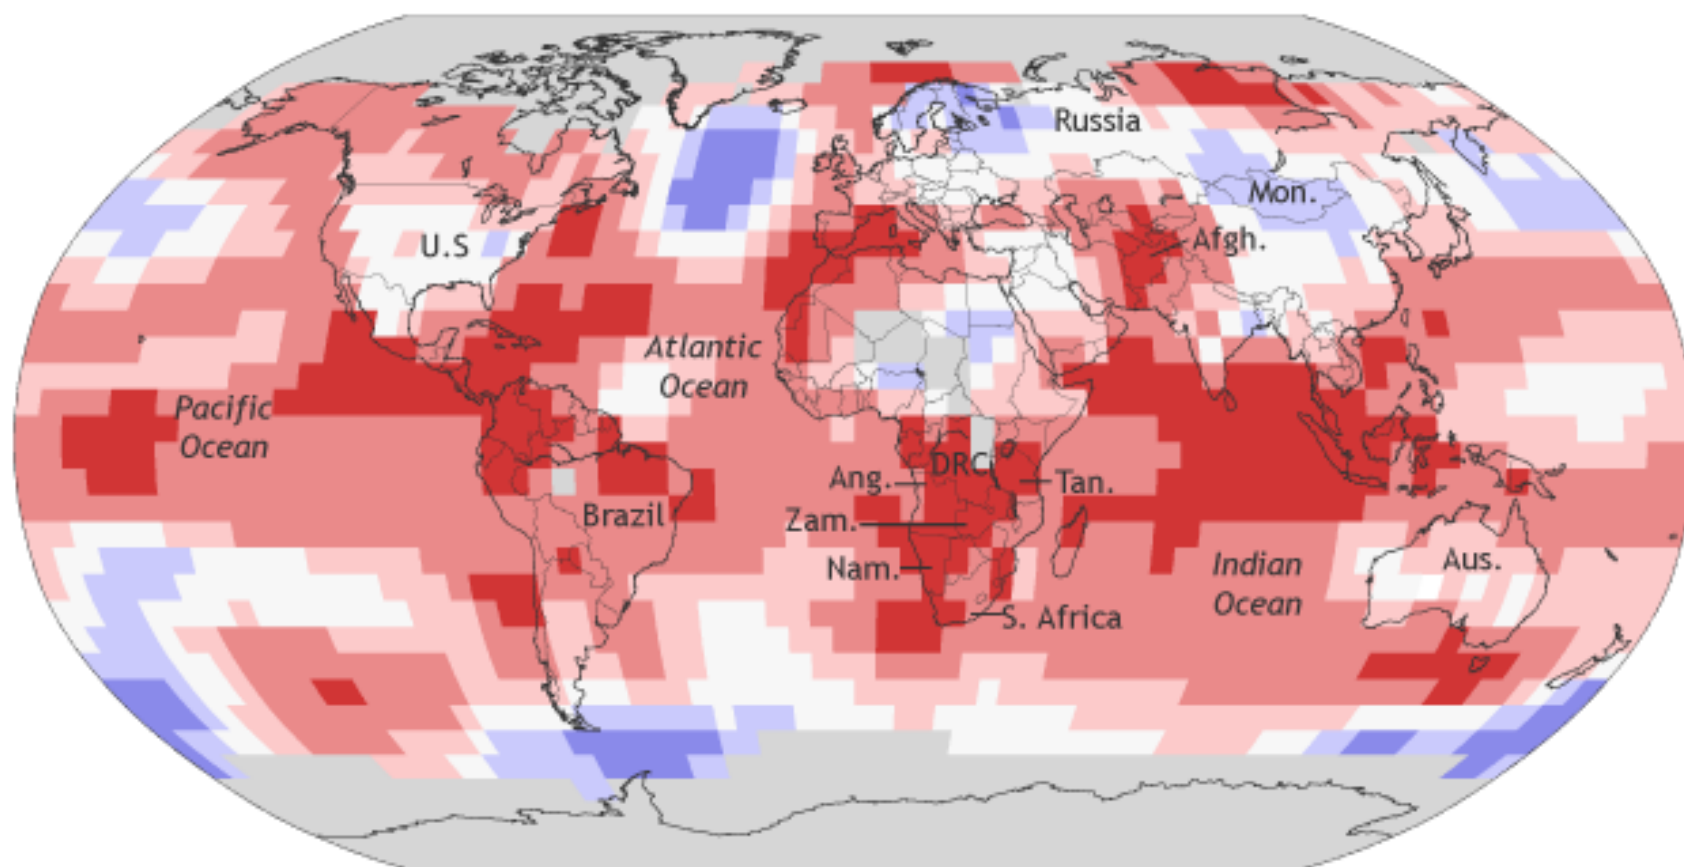 Russia
Mon.
U.S
Afgh.
Atlantic
Ocean
Pacific
Ocean
DRC
Ang.
Tan.
Brazil
Zam.
Nam.
Indian
Ocean
Aus.
S. Africa